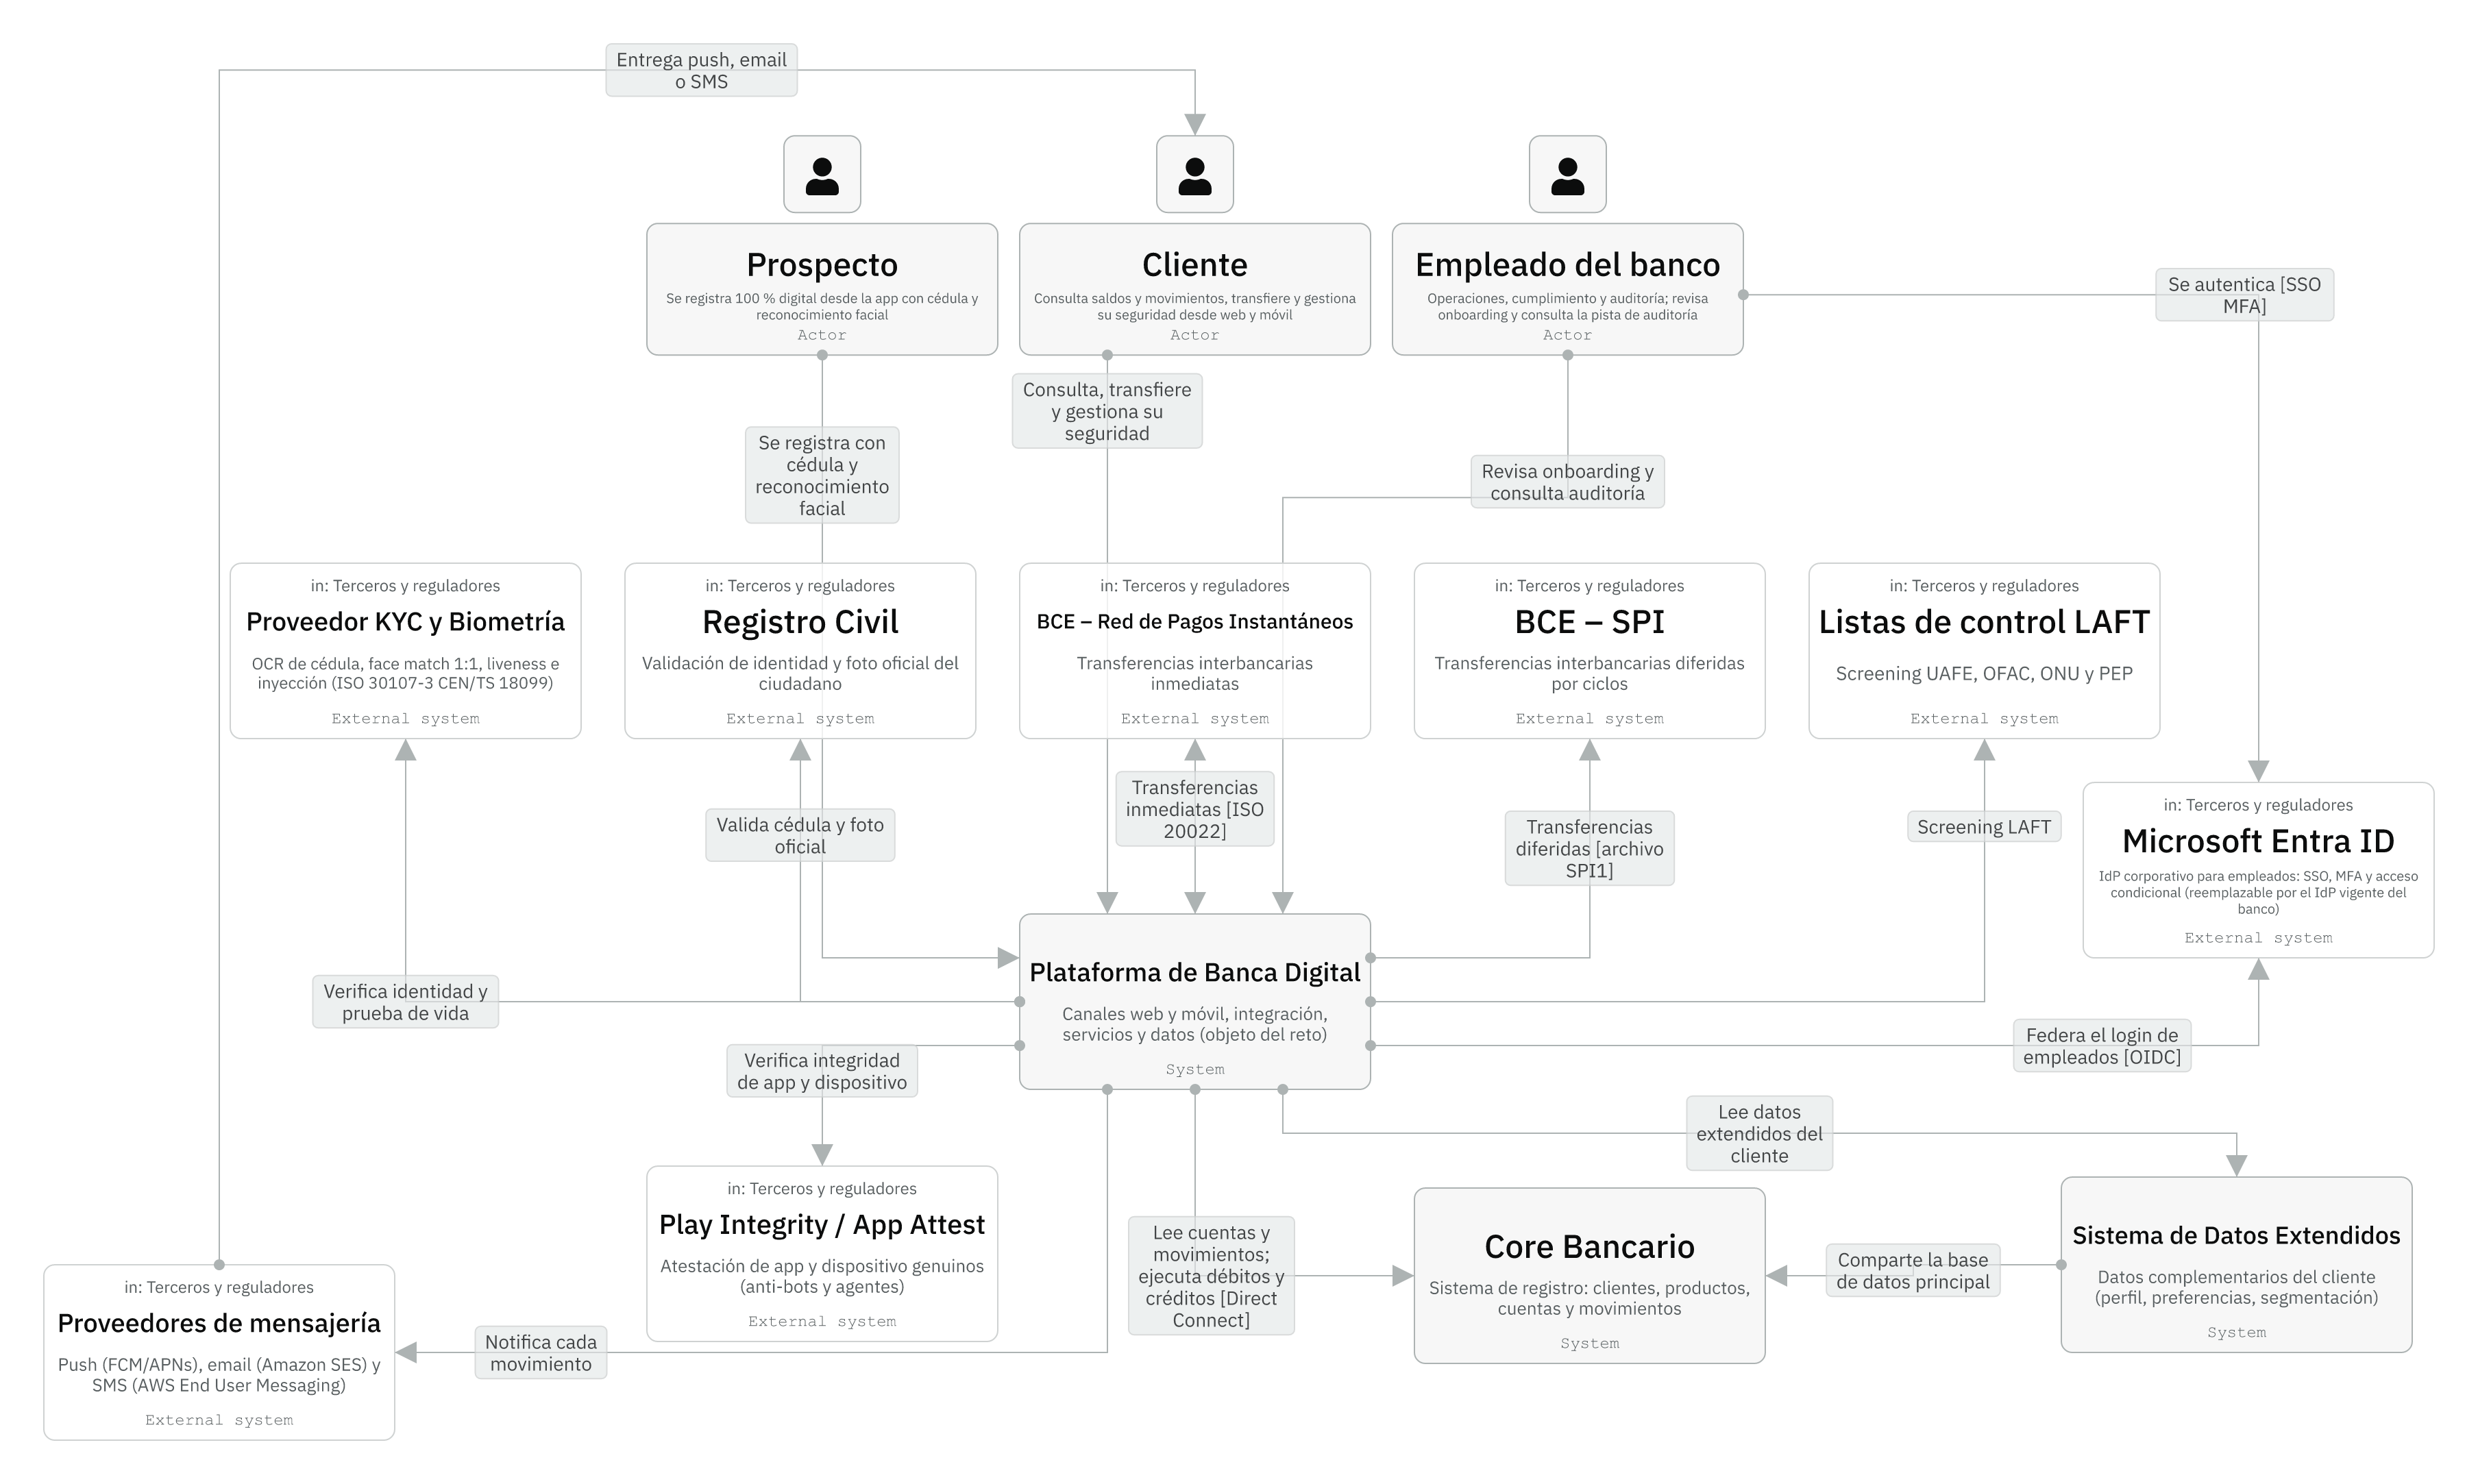 Entrega push, email
o SMS
Prospecto
Se registra 100 % digital desde la app con cédula y
reconocimiento facial
Actor
Cliente
Consulta saldos y movimientos, transfiere y gestiona
su seguridad desde web y móvil
Actor
Empleado del banco
Operaciones, cumplimiento y auditoría; revisa
onboarding y consulta la pista de auditoría
Actor
Se autentica [SSO
MFA]
Consulta, transfiere
y gestiona su
seguridad
Se registra con
cédula y
reconocimiento
facial
Revisa onboarding y
consulta auditoría
in: Terceros y reguladores
Proveedor KYC y Biometría
OCR de cédula, face match 1:1, liveness e
inyección (ISO 30107-3 CEN/TS 18099)
External system
in: Terceros y reguladores
Registro Civil
Validación de identidad y foto oficial del
ciudadano
External system
in: Terceros y reguladores
BCE – Red de Pagos Instantáneos
Transferencias interbancarias
inmediatas
External system
in: Terceros y reguladores
BCE – SPI
Transferencias interbancarias diferidas
por ciclos
External system
in: Terceros y reguladores
Listas de control LAFT
Screening UAFE, OFAC, ONU y PEP
External system
in: Terceros y reguladores
Microsoft Entra ID
IdP corporativo para empleados: SSO, MFA y acceso
condicional (reemplazable por el IdP vigente del
banco)
External system
Valida cédula y foto
oficial
Transferencias
inmediatas [ISO
20022]
Transferencias
diferidas [archivo
SPI1]
Screening LAFT
Verifica identidad y
prueba de vida
Plataforma de Banca Digital
Canales web y móvil, integración,
servicios y datos (objeto del reto)
System
Verifica integridad
de app y dispositivo
Federa el login de
empleados [OIDC]
Lee datos
extendidos del
cliente
in: Terceros y reguladores
Play Integrity / App Attest
Atestación de app y dispositivo genuinos
(anti-bots y agentes)
External system
Lee cuentas y
movimientos;
ejecuta débitos y
créditos [Direct
Connect]
Core Bancario
Sistema de registro: clientes, productos,
cuentas y movimientos
System
Comparte la base
de datos principal
Sistema de Datos Extendidos
Datos complementarios del cliente
(perfil, preferencias, segmentación)
System
in: Terceros y reguladores
Proveedores de mensajería
Push (FCM/APNs), email (Amazon SES) y
SMS (AWS End User Messaging)
External system
Notifica cada
movimiento